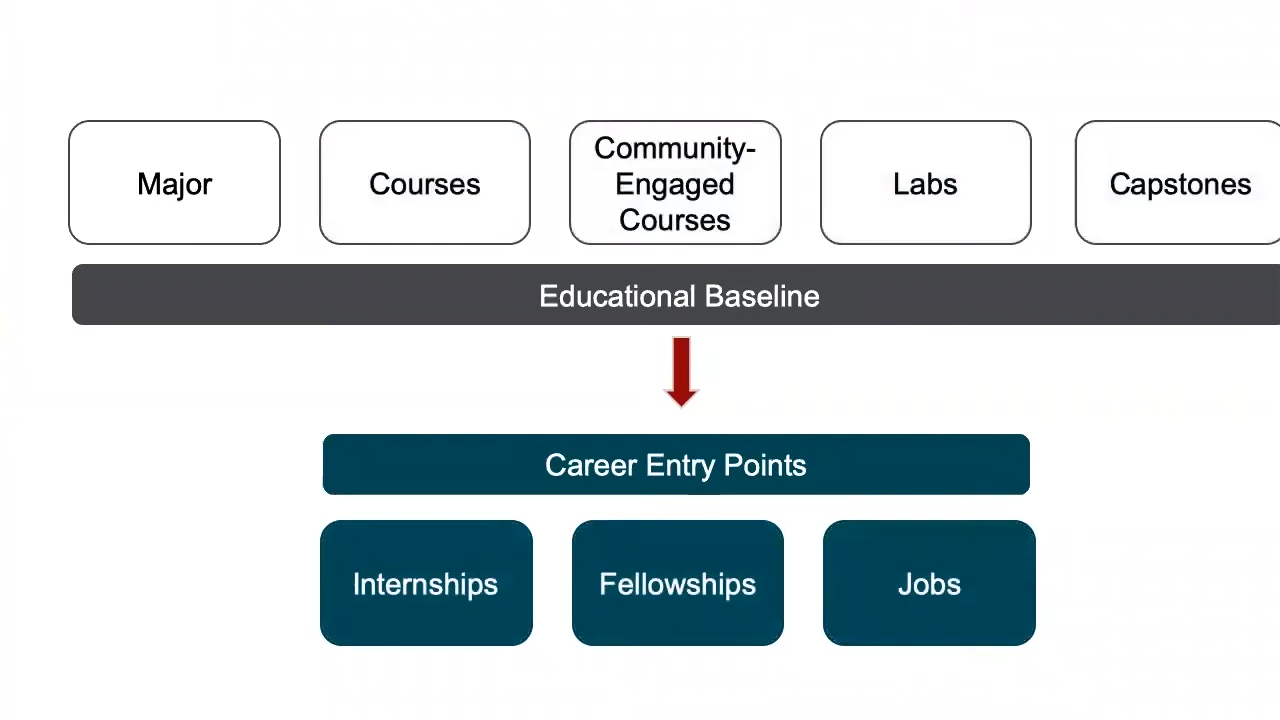 Major
Courses
Community-
Engaged
Courses
Labs
Capstones
Educational Baseline
Career Entry Points
Internships
Fellowships
Jobs